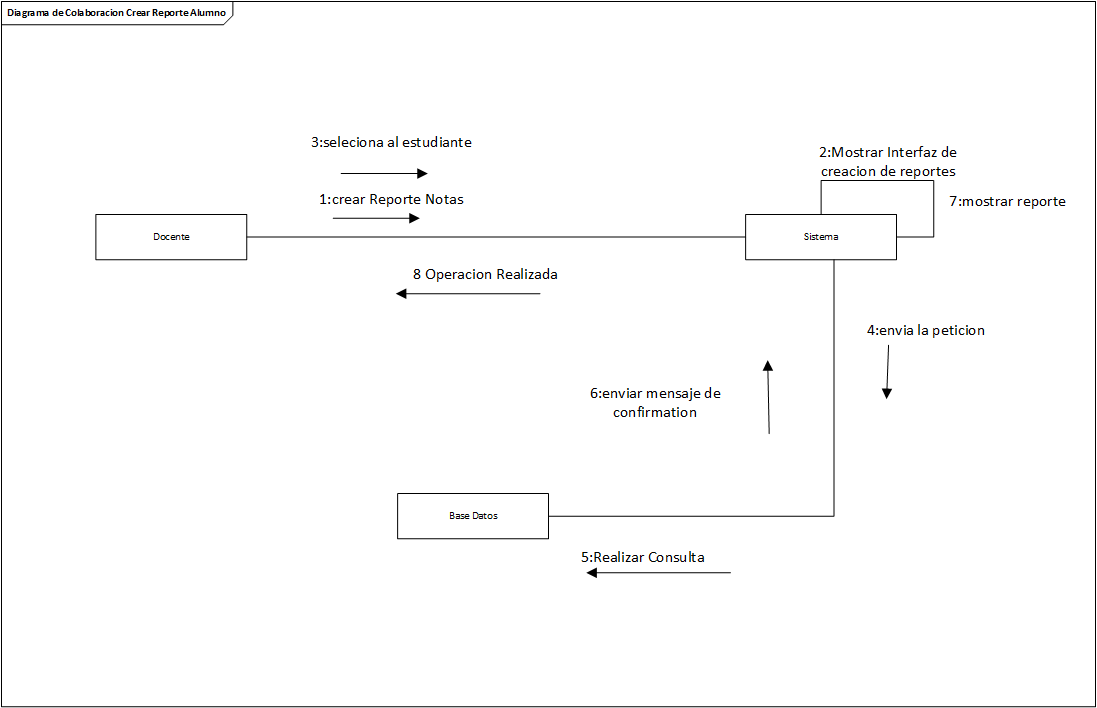 Diagrama de Colaboracion Crear Reporte Alumno
3:seleciona al estudiante
2:Mostrar Interfaz de
creacion de reportes
1:crear Reporte Notas
7:mostrar reporte
Docente
Sistema
8 Operacion Realizada
4:envia la peticion
6:enviar mensaje de
confirmation
Base Datos
5:Realizar Consulta